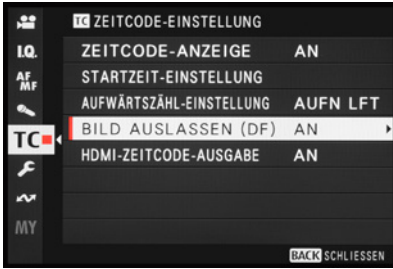 TC ZEITCODE-EINSTELLUNG
I.Q.
ZEITCODE-ANZEIGE AN
AF MF
STARTZEIT-EINSTELLUNG
AUFWÄRTSZÄHL-EINSTELLUNG AUFN LFT
TC
BILD AUSLASSEN (DF) AN
HDMI-ZEITCODE-AUSGABE AN
MY
BACK SCHLIESSEN